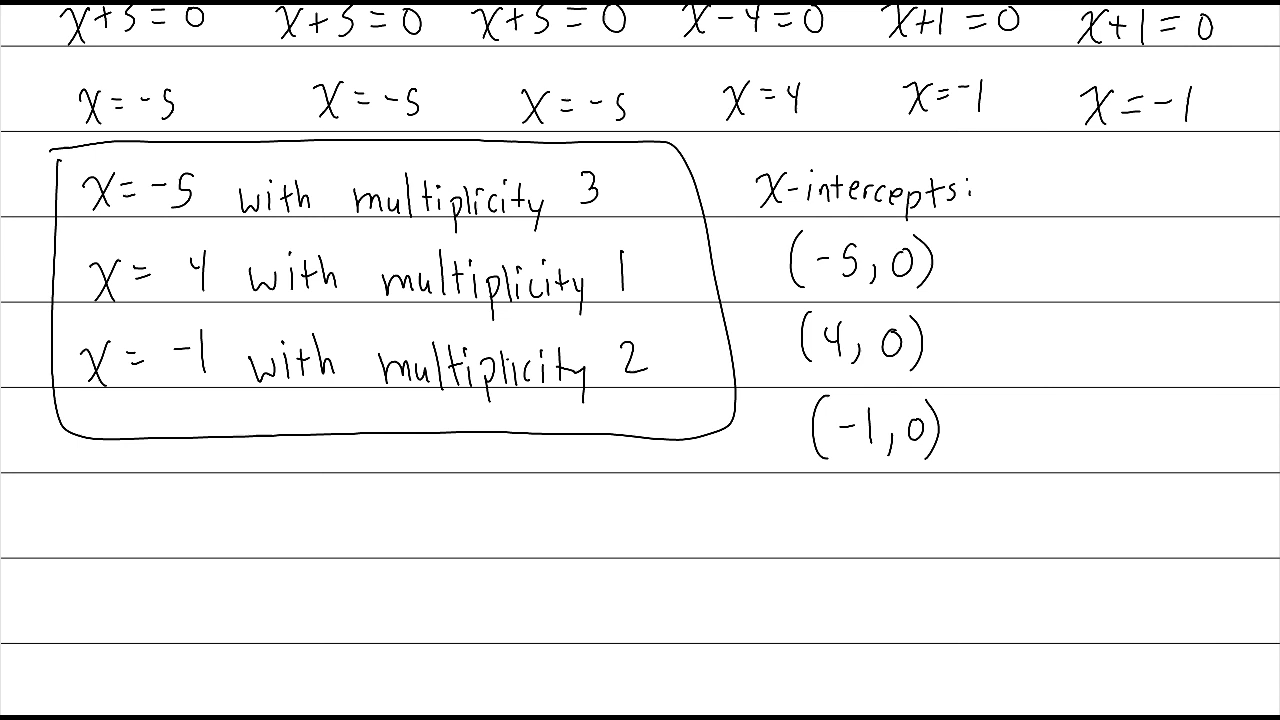 x+5=0 x+5=0 x+5=0 x-4=0 x+1=0 x+1=0
x=-5 x=-5 x=-5 x=4 x=-1 x=-1
x=-5 with multiplicity 3
x=4 with multiplicity 1
x=-1 with multiplicity 2
x-intercepts:
(-5,0)
(4,0)
(-1,0)